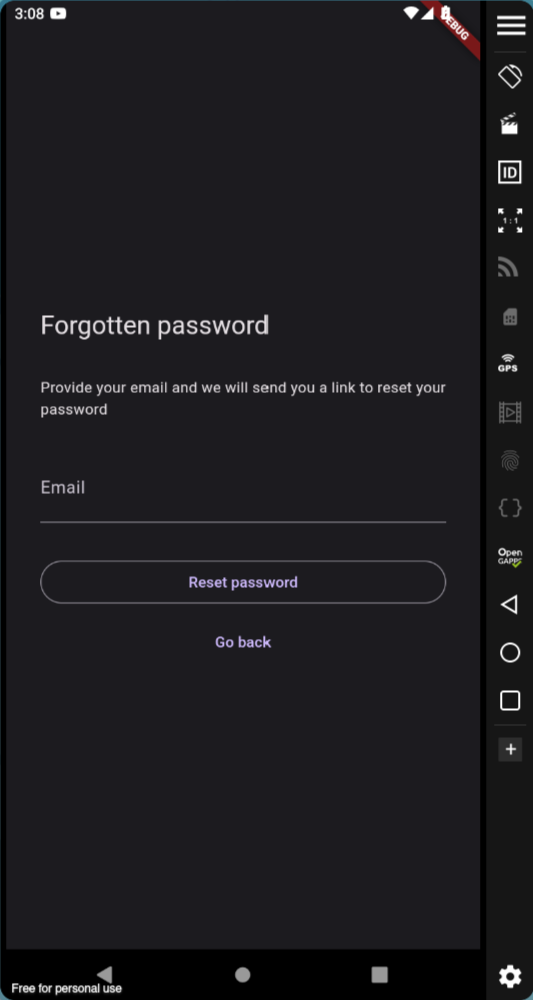 3:08
DEBUG
ID
1:1
Forgotten password
GPS
Provide your email and we will send you a link to reset your
password
Email
Open
GAPPS
Reset password
Go back
Free for personal use